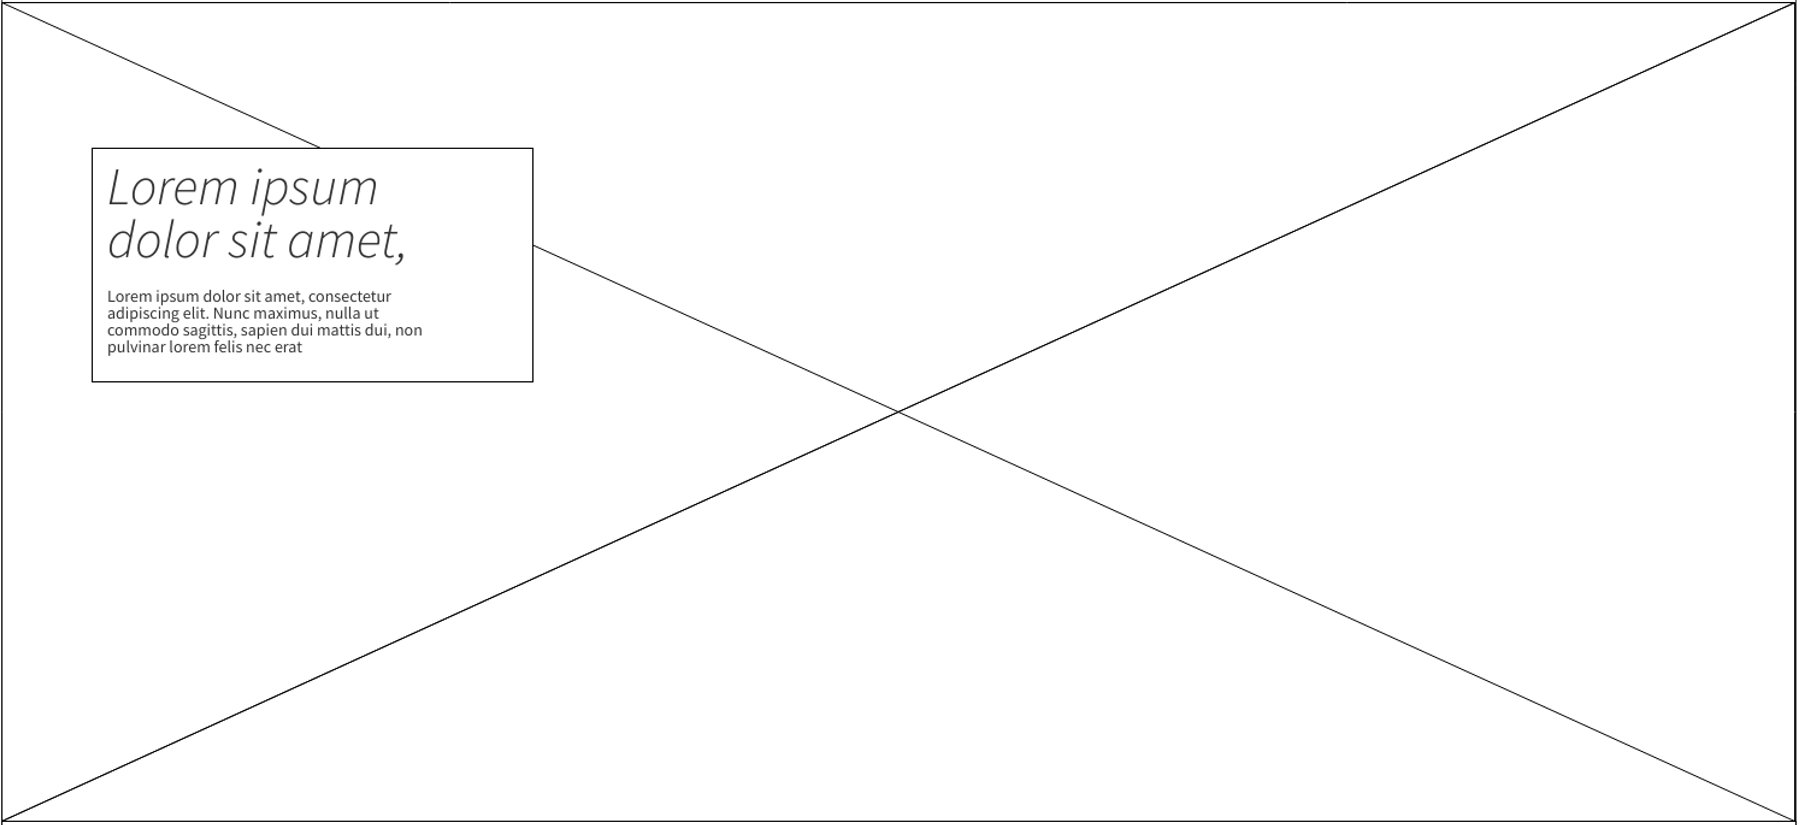 Lorem ipsum
dolor sit amet,
Lorem ipsum dolor sit amet, consectetur
adipiscing elit. Nunc maximus, nulla ut
commodo sagittis, sapien dui mattis dui, non
pulvinar lorem felis nec erat